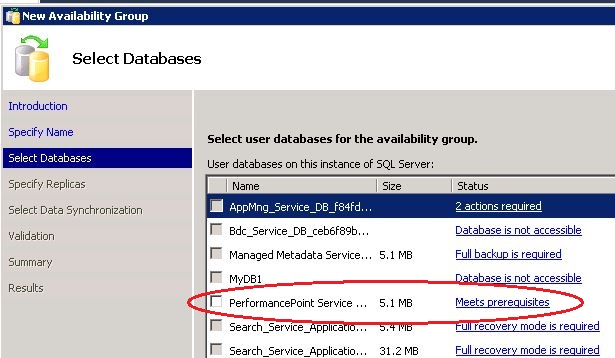 New Availability Group
Select Databases
Introduction
Specify Name
Select Databases
Specify Replicas
Select Data Synchronization
Validation
Summary
Results
Select user databases for the availability group.
User databases on this instance of SQL Server:
Name Size Status
AppMng_Service_DB_f84fd... 2 actions required
Bdc_Service_DB_ceb6f89b... Database is not accessible
Managed Metadata Service... 5.1 MB Full backup is required
MyDB1 Database is not accessible
PerformancePoint Service ... 5.1 MB Meets prerequisites
Search_Service_Applicatio... 5.4 MB Full recovery mode is required
Search_Service_Applicatio... 31.2 MB Full recovery mode is required